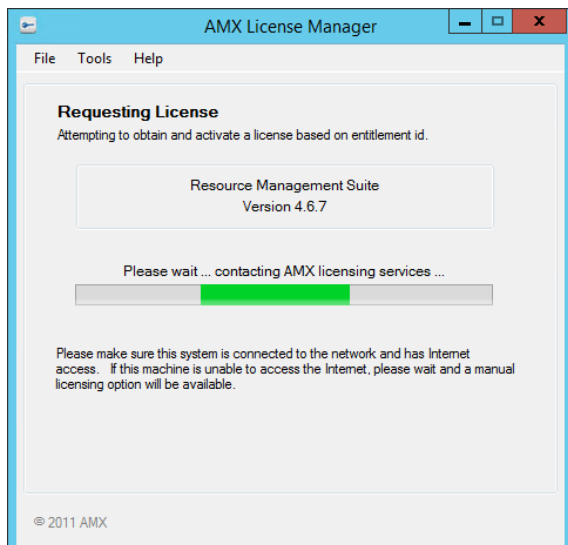 AMX License Manager
File Tools Help
Requesting License
Attempting to obtain and activate a license based on entitlement id.
Resource Management Suite
Version 4.6.7
Please wait ... contacting AMX licensing services ...
Please make sure this system is connected to the network and has Internet
access. If this machine is unable to access the Internet, please wait and a manual
licensing option will be available.
© 2011 AMX